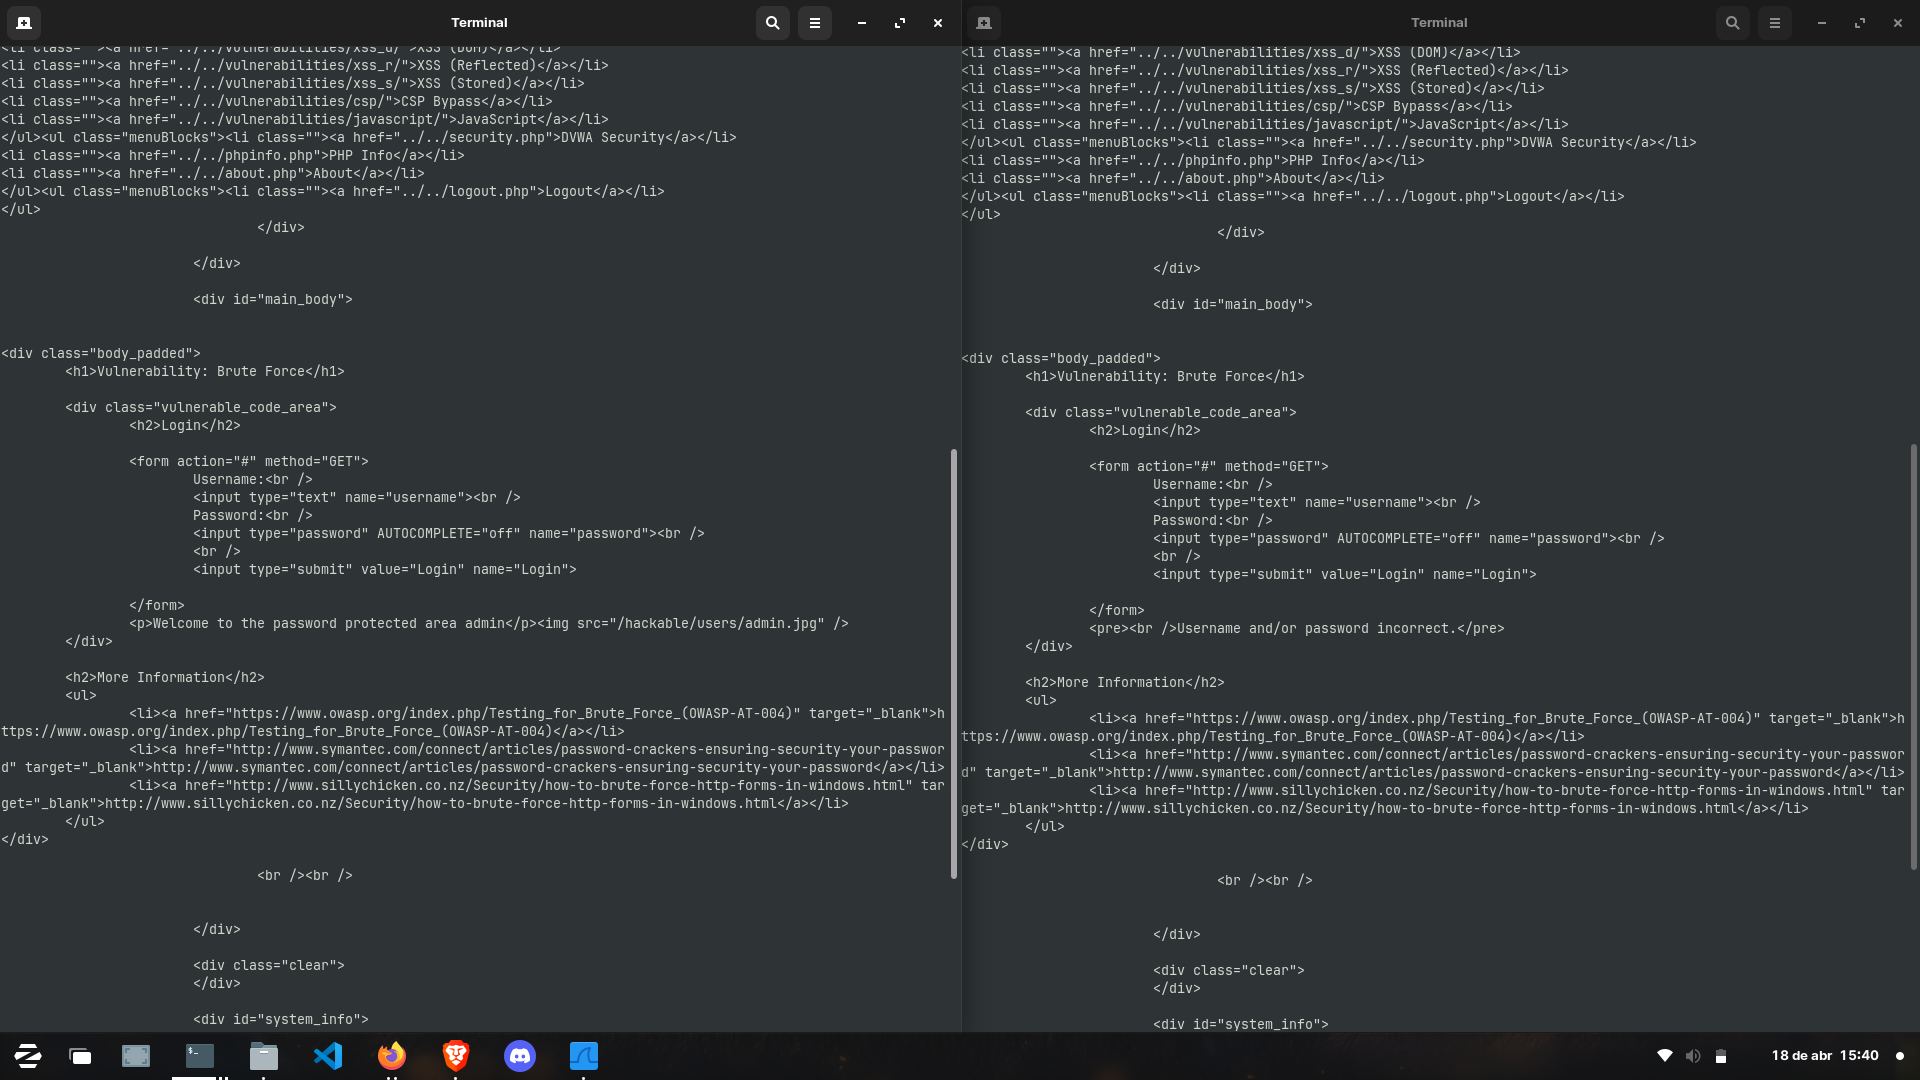 Terminal
<li class=""><a href="../../vulnerabilities/xss_d/">XSS (DOM)</a></li>
<li class=""><a href="../../vulnerabilities/xss_r/">XSS (Reflected)</a></li>
<li class=""><a href="../../vulnerabilities/xss_s/">XSS (Stored)</a></li>
<li class=""><a href="../../vulnerabilities/csp/">CSP Bypass</a></li>
<li class=""><a href="../../vulnerabilities/javascript/">JavaScript</a></li>
</ul><ul class="menuBlocks"><li class=""><a href="../../security.php">DVWA Security</a></li>
<li class=""><a href="../../phpinfo.php">PHP Info</a></li>
<li class=""><a href="../../about.php">About</a></li>
</ul><ul class="menuBlocks"><li class=""><a href="../../logout.php">Logout</a></li>
</ul>
</div>
</div>
<div id="main_body">
<div class="body_padded">
<h1>Vulnerability: Brute Force</h1>
<div class="vulnerable_code_area">
<h2>Login</h2>
<form action="#" method="GET">
Username:<br />
<input type="text" name="username"><br />
Password:<br />
<input type="password" AUTOCOMPLETE="off" name="password"><br />
<br />
<input type="submit" value="Login" name="Login">
</form>
<p>Welcome to the password protected area admin</p><img src="/hackable/users/admin.jpg" />
</div>
<h2>More Information</h2>
<ul>
<li><a href="https://www.owasp.org/index.php/Testing_for_Brute_Force_(OWASP-AT-004)" target="_blank">h
ttps://www.owasp.org/index.php/Testing_for_Brute_Force_(OWASP-AT-004)</a></li>
<li><a href="http://www.symantec.com/connect/articles/password-crackers-ensuring-security-your-passwor
d" target="_blank">http://www.symantec.com/connect/articles/password-crackers-ensuring-security-your-password</a></li>
<li><a href="http://www.sillychicken.co.nz/Security/how-to-brute-force-http-forms-in-windows.html" tar
get="_blank">http://www.sillychicken.co.nz/Security/how-to-brute-force-http-forms-in-windows.html</a></li>
</ul>
</div>
<br /><br />
</div>
<div class="clear">
</div>
<div id="system_info">
Terminal
<li class=""><a href="../../vulnerabilities/xss_d/">XSS (DOM)</a></li>
<li class=""><a href="../../vulnerabilities/xss_r/">XSS (Reflected)</a></li>
<li class=""><a href="../../vulnerabilities/xss_s/">XSS (Stored)</a></li>
<li class=""><a href="../../vulnerabilities/csp/">CSP Bypass</a></li>
<li class=""><a href="../../vulnerabilities/javascript/">JavaScript</a></li>
</ul><ul class="menuBlocks"><li class=""><a href="../../security.php">DVWA Security</a></li>
<li class=""><a href="../../phpinfo.php">PHP Info</a></li>
<li class=""><a href="../../about.php">About</a></li>
</ul><ul class="menuBlocks"><li class=""><a href="../../logout.php">Logout</a></li>
</ul>
</div>
</div>
<div id="main_body">
<div class="body_padded">
<h1>Vulnerability: Brute Force</h1>
<div class="vulnerable_code_area">
<h2>Login</h2>
<form action="#" method="GET">
Username:<br />
<input type="text" name="username"><br />
Password:<br />
<input type="password" AUTOCOMPLETE="off" name="password"><br />
<br />
<input type="submit" value="Login" name="Login">
</form>
<pre><br />Username and/or password incorrect.</pre>
</div>
<h2>More Information</h2>
<ul>
<li><a href="https://www.owasp.org/index.php/Testing_for_Brute_Force_(OWASP-AT-004)" target="_blank">h
ttps://www.owasp.org/index.php/Testing_for_Brute_Force_(OWASP-AT-004)</a></li>
<li><a href="http://www.symantec.com/connect/articles/password-crackers-ensuring-security-your-passwor
d" target="_blank">http://www.symantec.com/connect/articles/password-crackers-ensuring-security-your-password</a></li>
<li><a href="http://www.sillychicken.co.nz/Security/how-to-brute-force-http-forms-in-windows.html" tar
get="_blank">http://www.sillychicken.co.nz/Security/how-to-brute-force-http-forms-in-windows.html</a></li>
</ul>
</div>
<br /><br />
</div>
<div class="clear">
</div>
<div id="system_info">
18 de abr 15:40